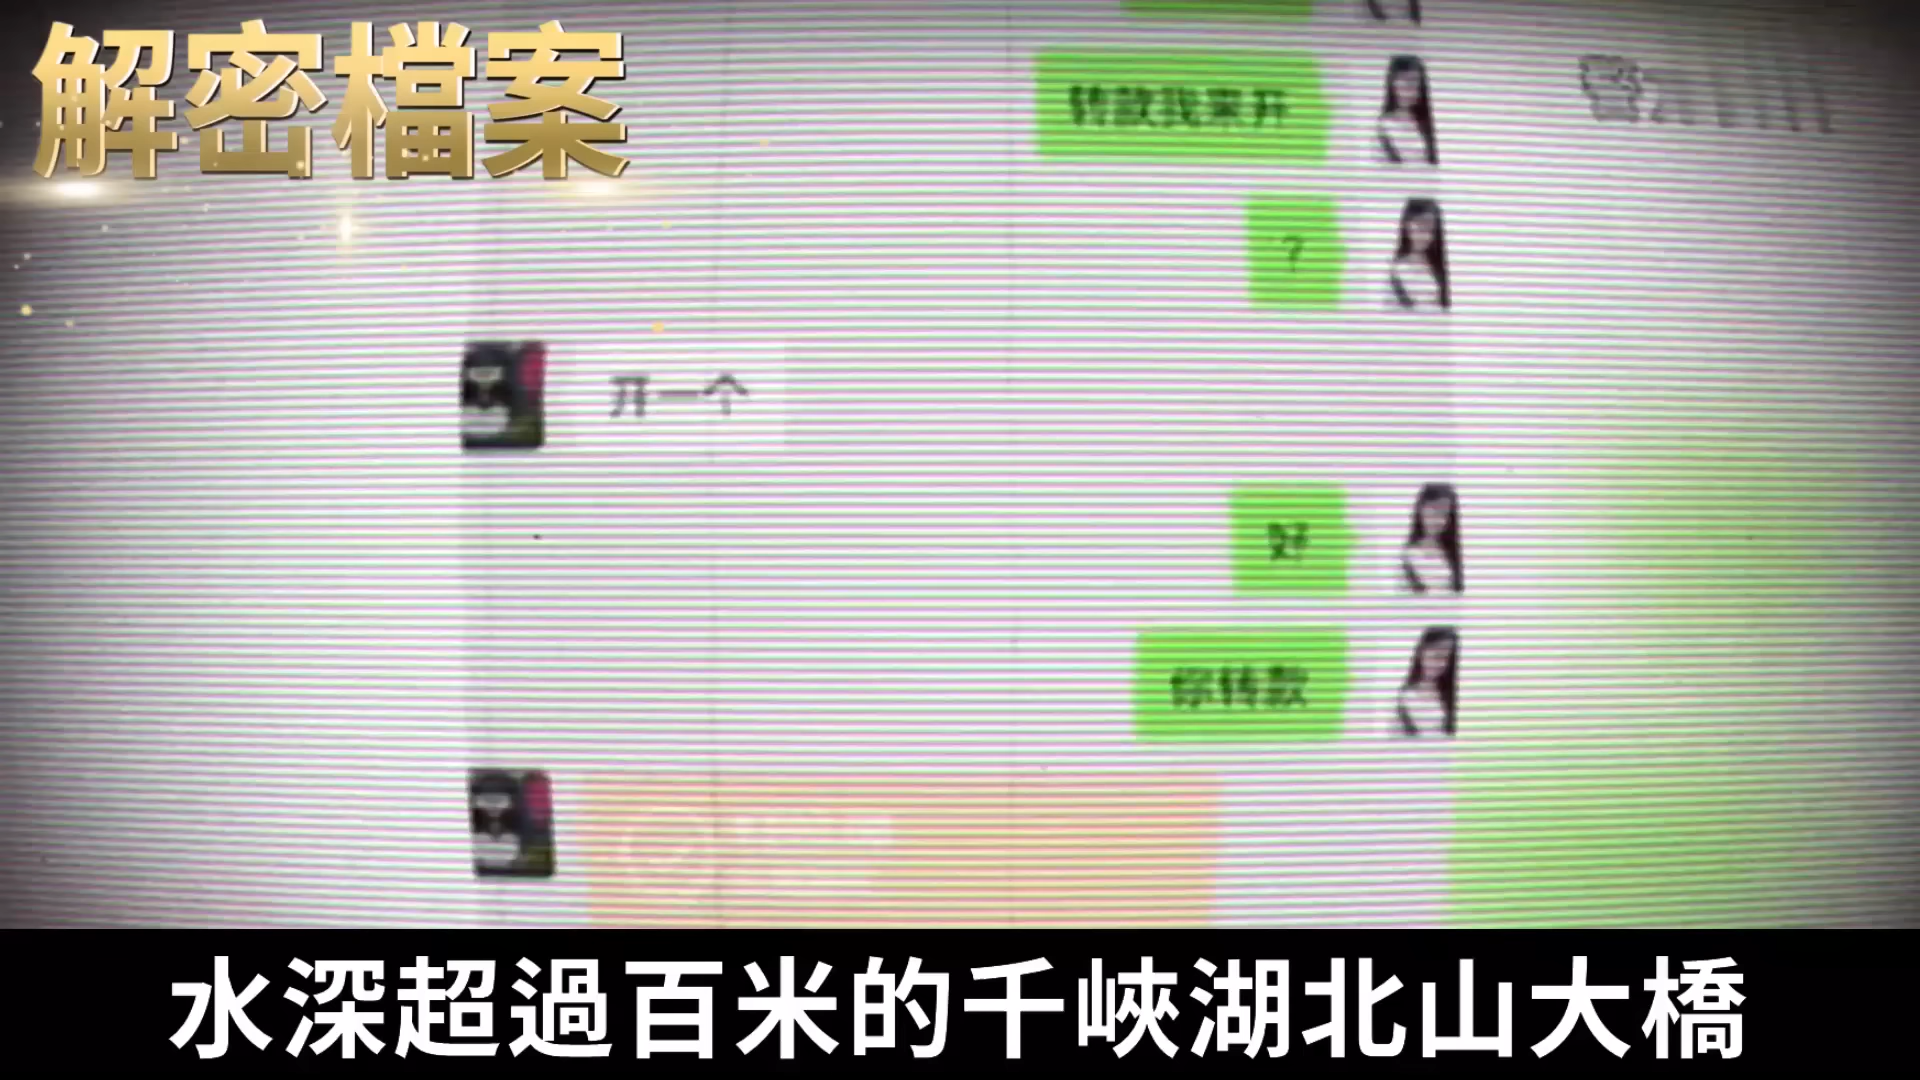 解密檔案
转款我来开
?
开一个
好
你转款
水深超過百米的千峽湖北山大橋